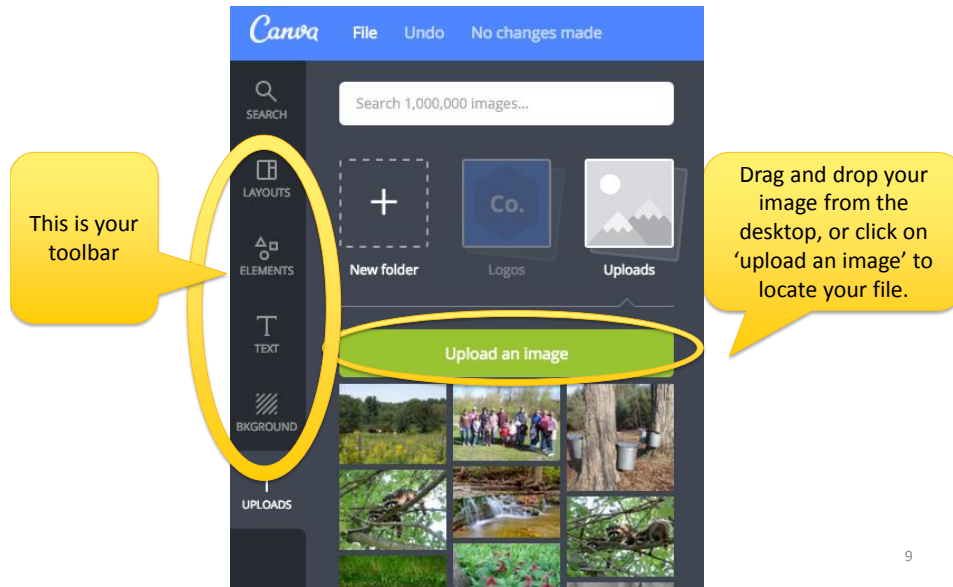 Canva File Undo No changes made
SEARCH
Search 1,000,000 images...
LAYOUTS
Co.
New folder Logos Uploads
ELEMENTS
TEXT
Upload an image
BKGROUND
UPLOADS
This is your
toolbar
Drag and drop your
image from the
desktop, or click on
‘upload an image’ to
locate your file.
9